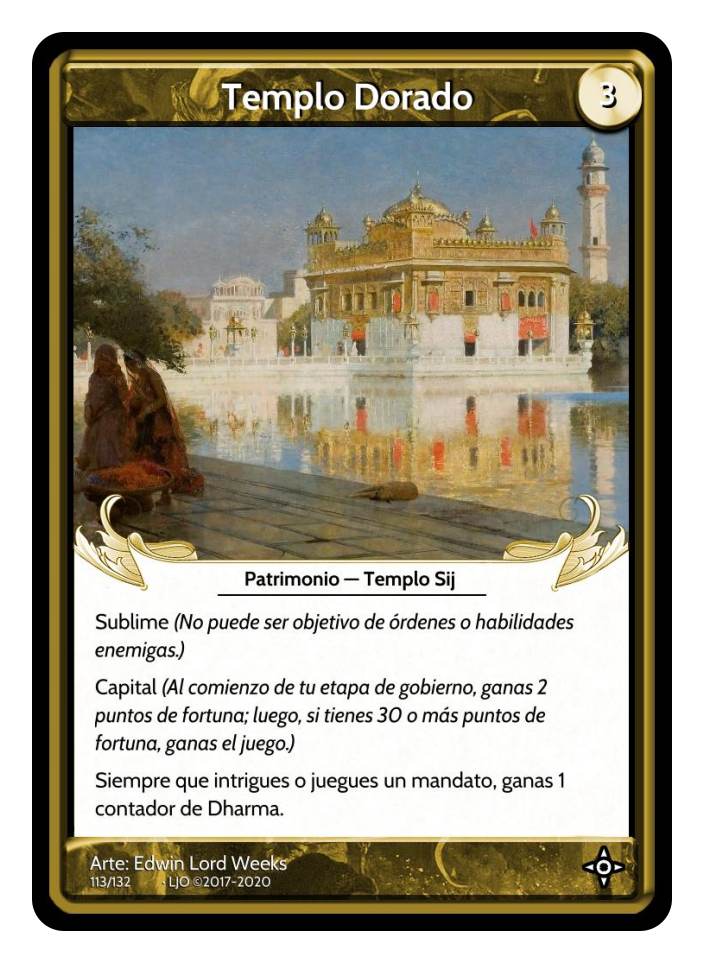 Templo Dorado
3
Patrimonio — Templo Sij
Sublime (No puede ser objetivo de órdenes o habilidades
enemigas.)
Capital (Al comienzo de tu etapa de gobierno, ganas 2
puntos de fortuna; luego, si tienes 30 o más puntos de
fortuna, ganas el juego.)
Siempre que intrigues o juegues un mandato, ganas 1
contador de Dharma.
Arte: Edwin Lord Weeks
113/132 · LJO ©2017-2020